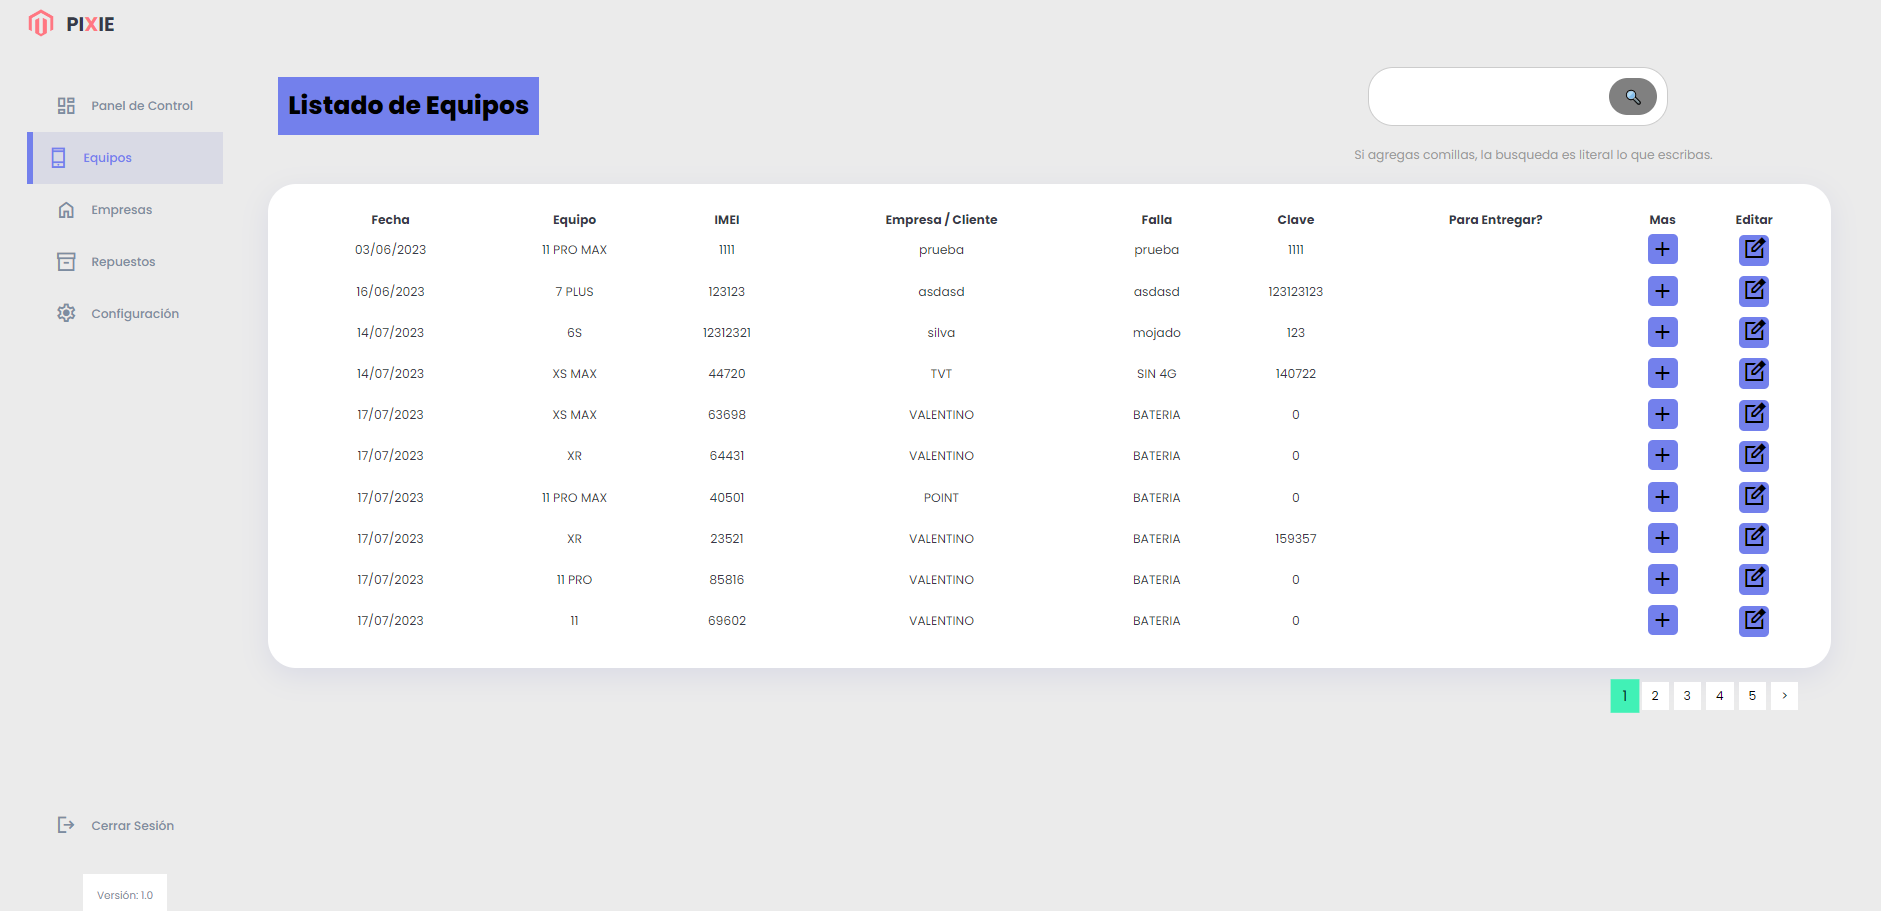 PIXIE
Panel de Control
Equipos
Empresas
Repuestos
Configuración
Cerrar Sesión
Versión: 1.0
Listado de Equipos
Si agregas comillas, la busqueda es literal lo que escribas.
Fecha Equipo IMEI Empresa / Cliente Falla Clave Para Entregar? Mas Editar
03/06/2023 11 PRO MAX 1111 prueba prueba 1111
16/06/2023 7 PLUS 123123 asdasd asdasd 123123123
14/07/2023 6S 12312321 silva mojado 123
14/07/2023 XS MAX 44720 TVT SIN 4G 140722
17/07/2023 XS MAX 63698 VALENTINO BATERIA 0
17/07/2023 XR 64431 VALENTINO BATERIA 0
17/07/2023 11 PRO MAX 40501 POINT BATERIA 0
17/07/2023 XR 23521 VALENTINO BATERIA 159357
17/07/2023 11 PRO 85816 VALENTINO BATERIA 0
17/07/2023 11 69602 VALENTINO BATERIA 0
1 2 3 4 5 >